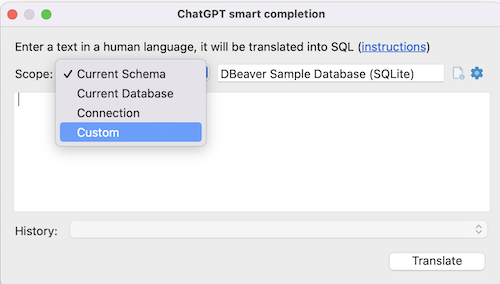 ChatGPT smart completion
Enter a text in a human language, it will be translated into SQL (instructions)
Scope: ✓ Current Schema DBeaver Sample Database (SQLite)
Current Database
Connection
Custom
History:
Translate